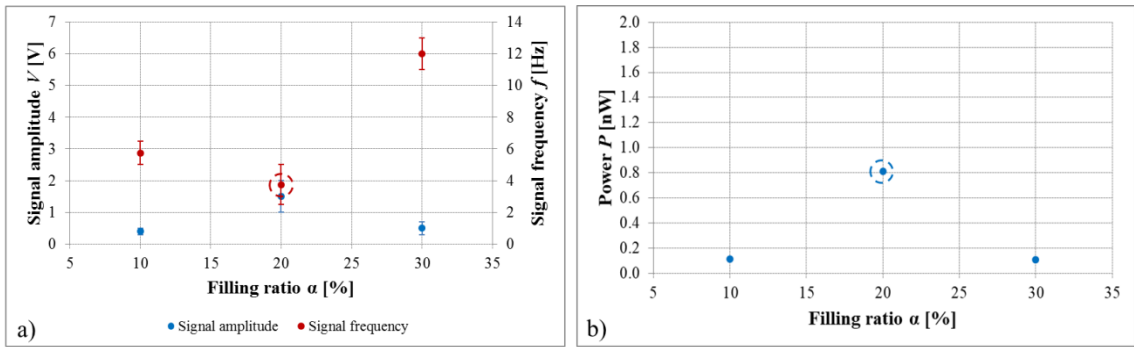 Signal amplitude V [V]
7
6
5
4
3
2
1
0
5 10 15 20 25 30 35
Filling ratio α [%]
14
12
10
8
6
4
2
0
Signal frequency f [Hz]
Signal amplitude Signal frequency
a)
Power P [nW]
2.0
1.8
1.6
1.4
1.2
1.0
0.8
0.6
0.4
0.2
0.0
5 10 15 20 25 30 35
Filling ratio α [%]
b)